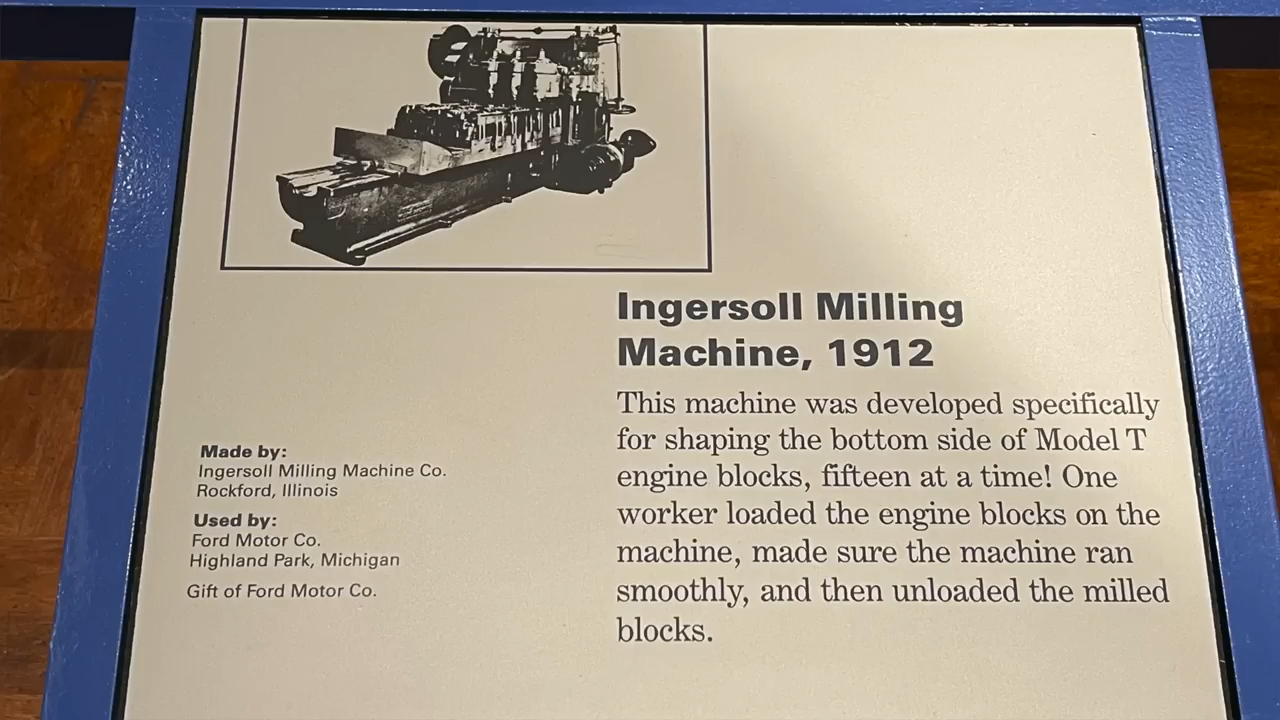 Ingersoll Milling
Machine, 1912
This machine was developed specifically
for shaping the bottom side of Model T
engine blocks, fifteen at a time! One
worker loaded the engine blocks on the
machine, made sure the machine ran
smoothly, and then unloaded the milled
blocks.
Made by:
Ingersoll Milling Machine Co.
Rockford, Illinois
Used by:
Ford Motor Co.
Highland Park, Michigan
Gift of Ford Motor Co.